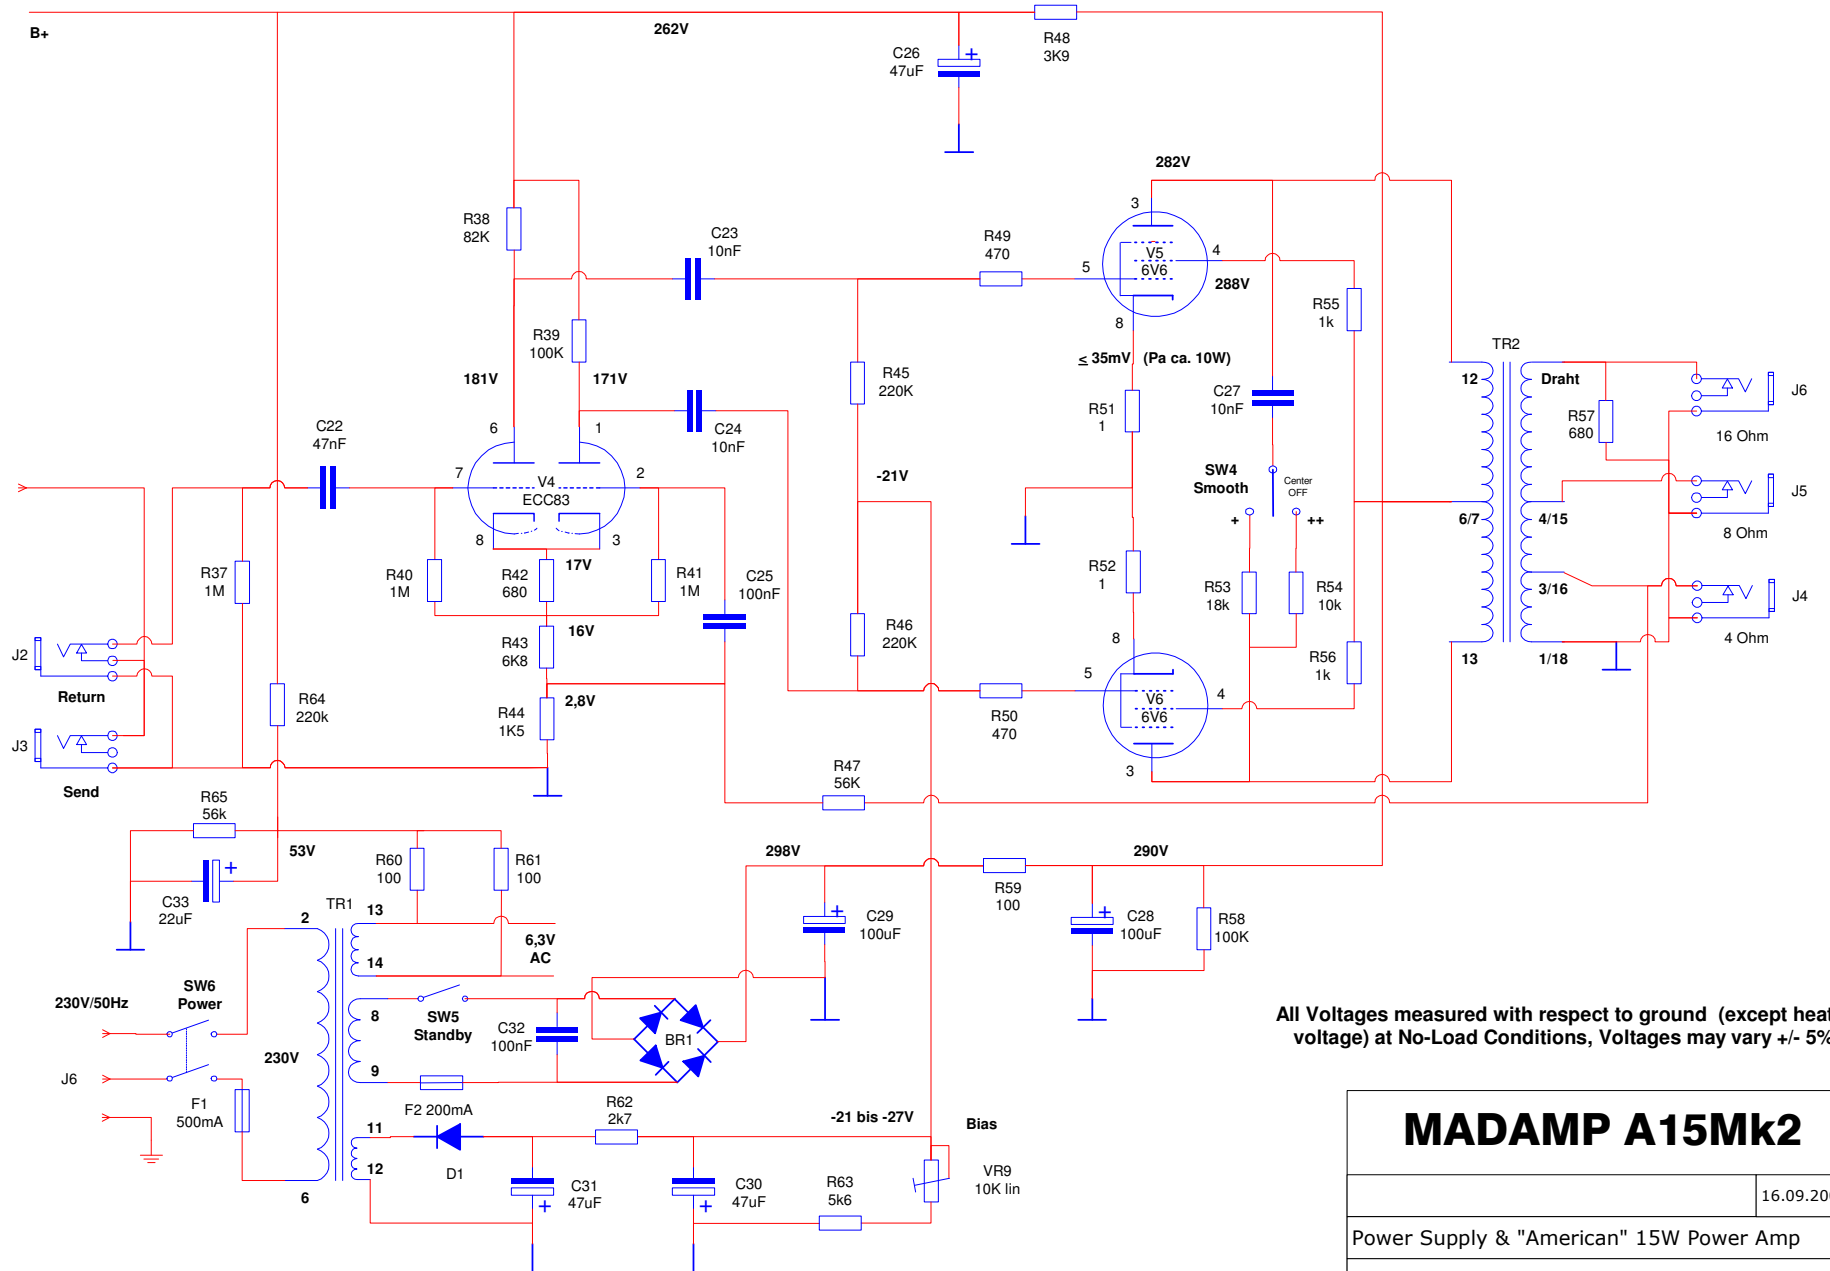 B+
262V
C26
47uF
R48
3K9
282V
R38
82K
C23
10nF
R49
470
3
V5
6V6
4
5
288V
8
R55
1k
R39
100K
≤ 35mV (Pa ca. 10W)
TR2
181V
171V
R45
220K
12
Draht
C27
10nF
R51
1
J6
R57
680
16 Ohm
C22
47nF
6
1
C24
10nF
7
V4
ECC83
2
-21V
SW4
Smooth
Center
OFF
+
++
6/7
4/15
J5
8 Ohm
8
3
17V
R37
1M
R40
1M
R42
680
R41
1M
C25
100nF
R52
1
R53
18k
R54
10k
3/16
J4
4 Ohm
16V
R43
6K8
R46
220K
8
5
R56
1k
13
1/18
J2
Return
R64
220k
2,8V
R44
1K5
R50
470
V6
6V6
4
3
J3
Send
R47
56K
R65
56k
53V
R60
100
R61
100
298V
290V
R59
100
C33
22uF
+
TR1
2
13
14
6,3V
AC
+
C29
100uF
+
C28
100uF
R58
100K
230V/50Hz
SW6
Power
8
SW5
Standby
C32
100nF
BR1
230V
9
J6
F1
500mA
F2 200mA
R62
2k7
-21 bis -27V
Bias
11
12
D1
C31
47uF
+
C30
47uF
+
R63
5k6
VR9
10K lin
6
All Voltages measured with respect to ground (except heat
voltage) at No-Load Conditions, Voltages may vary +/- 5%
MADAMP A15Mk2
16.09.20
Power Supply & "American" 15W Power Amp